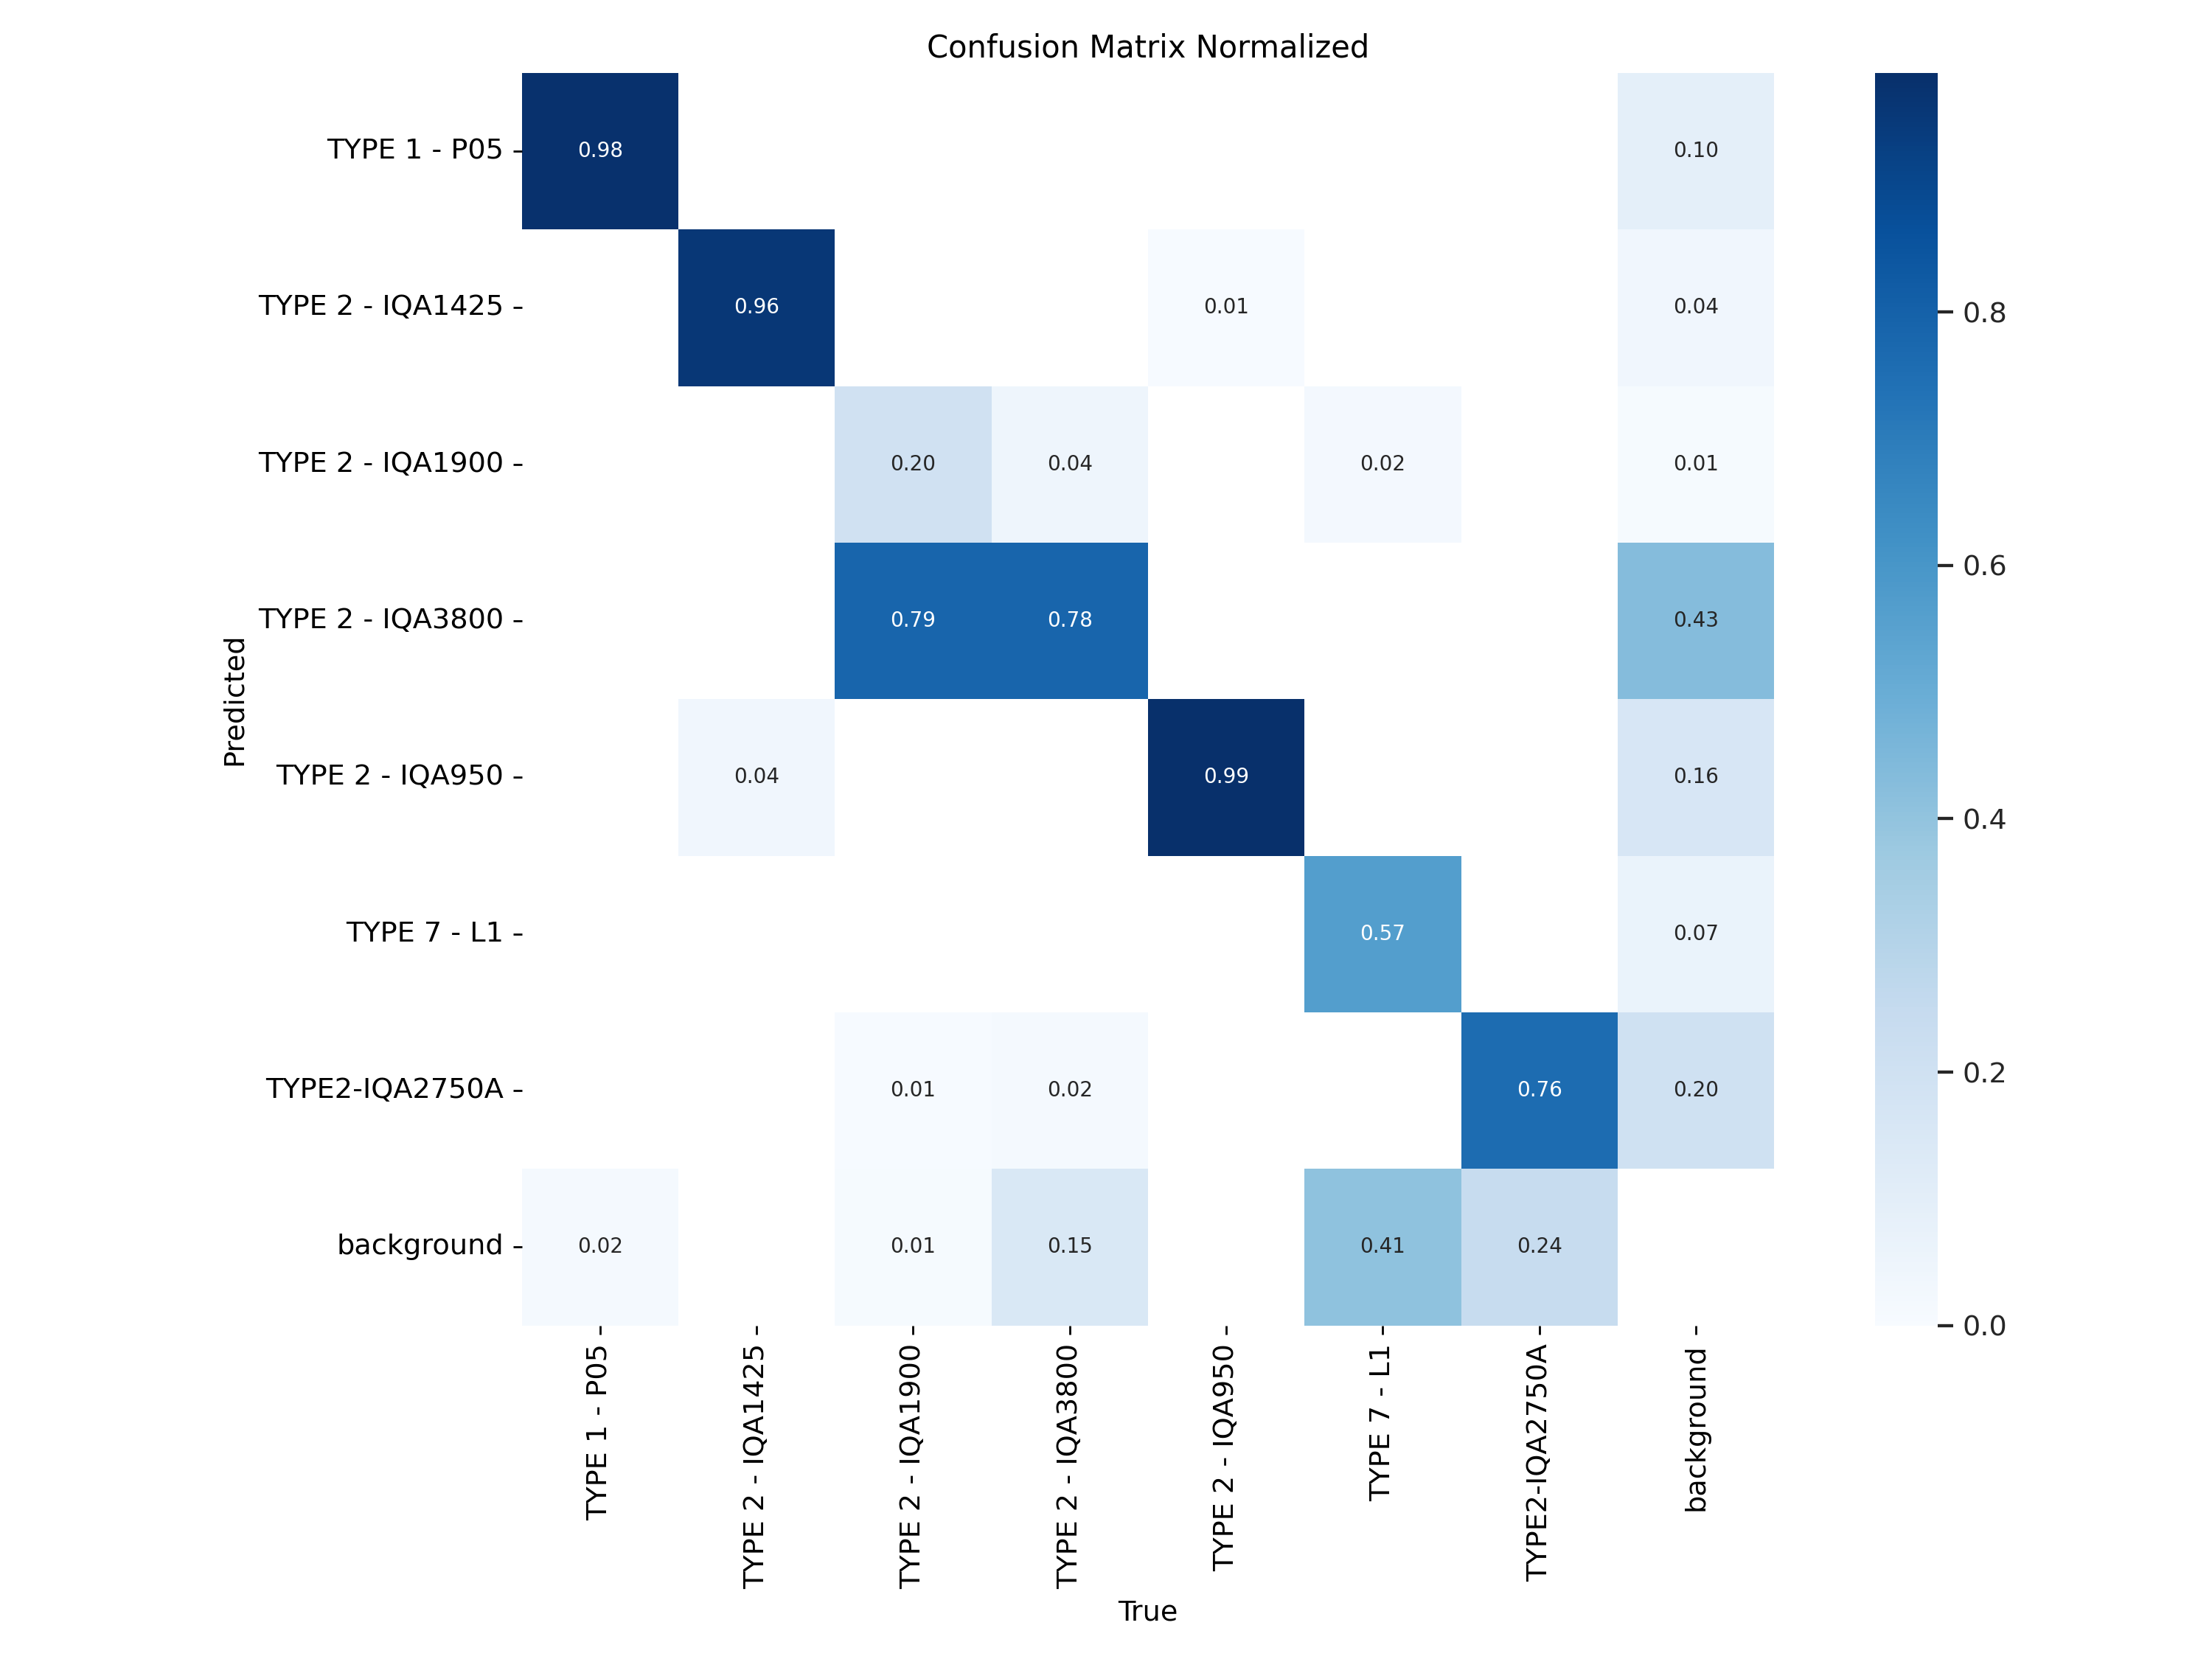 Confusion Matrix Normalized
TYPE 1 - P05
0.98
0.10
TYPE 2 - IQA1425
0.96
0.01
0.04
0.8
TYPE 2 - IQA1900
0.20
0.04
0.02
0.01
0.6
TYPE 2 - IQA3800
0.79
0.78
0.43
Predicted
TYPE 2 - IQA950
0.04
0.99
0.16
0.4
TYPE 7 - L1
0.57
0.07
TYPE2-IQA2750A
0.01
0.02
0.76
0.20
0.2
background
0.02
0.01
0.15
0.41
0.24
0.0
TYPE 1 - P05
TYPE 2 - IQA1425
TYPE 2 - IQA1900
TYPE 2 - IQA3800
TYPE 2 - IQA950
TYPE 7 - L1
TYPE2-IQA2750A
background
True